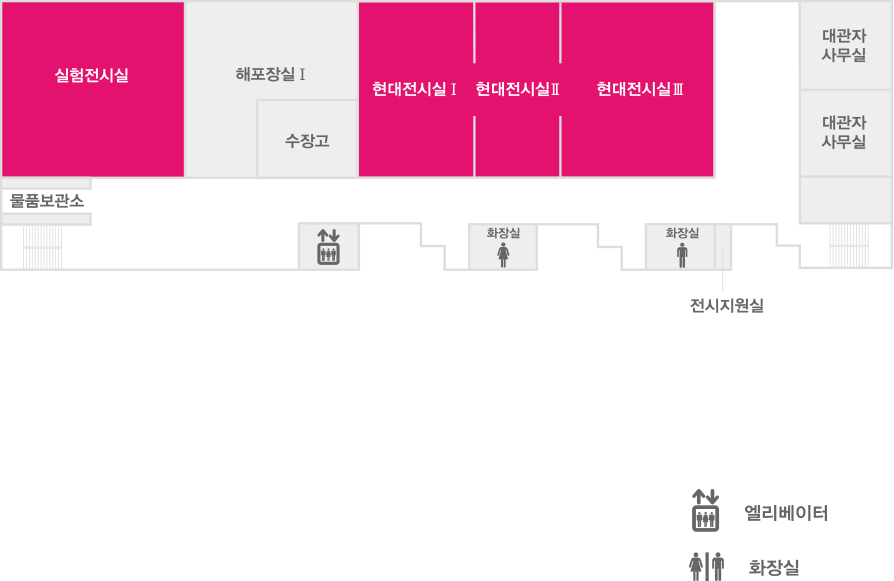 실험전시실
해포장실 Ⅰ
수장고
현대전시실 Ⅰ
현대전시실Ⅱ
현대전시실Ⅲ
대관자
사무실
대관자
사무실
물품보관소
화장실
화장실
전시지원실
엘리베이터
화장실